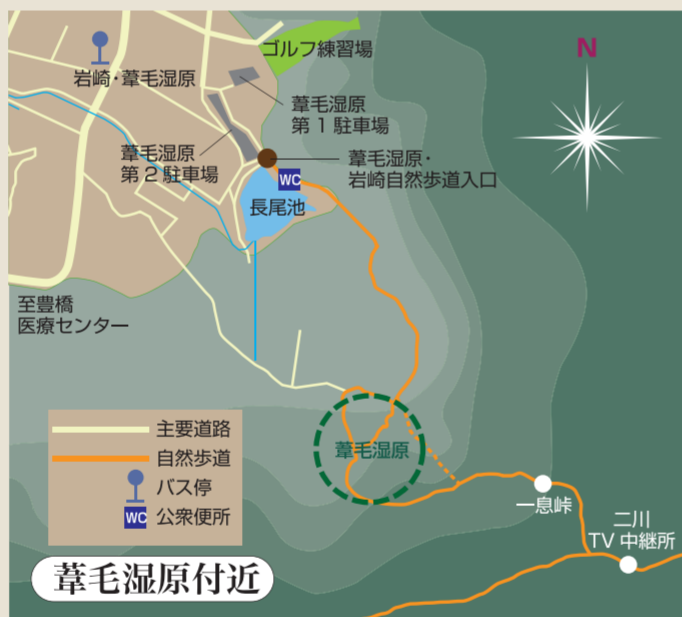 ゴルフ練習場
N
岩崎・葦毛湿原
葦毛湿原
第1駐車場
葦毛湿原
第2駐車場
葦毛湿原・
岩崎自然歩道入口
WC
長尾池
至豊橋
医療センター
主要道路
自然歩道
バス停
WC
公衆便所
葦毛湿原
一息峠
二川
TV中継所
葦毛湿原付近